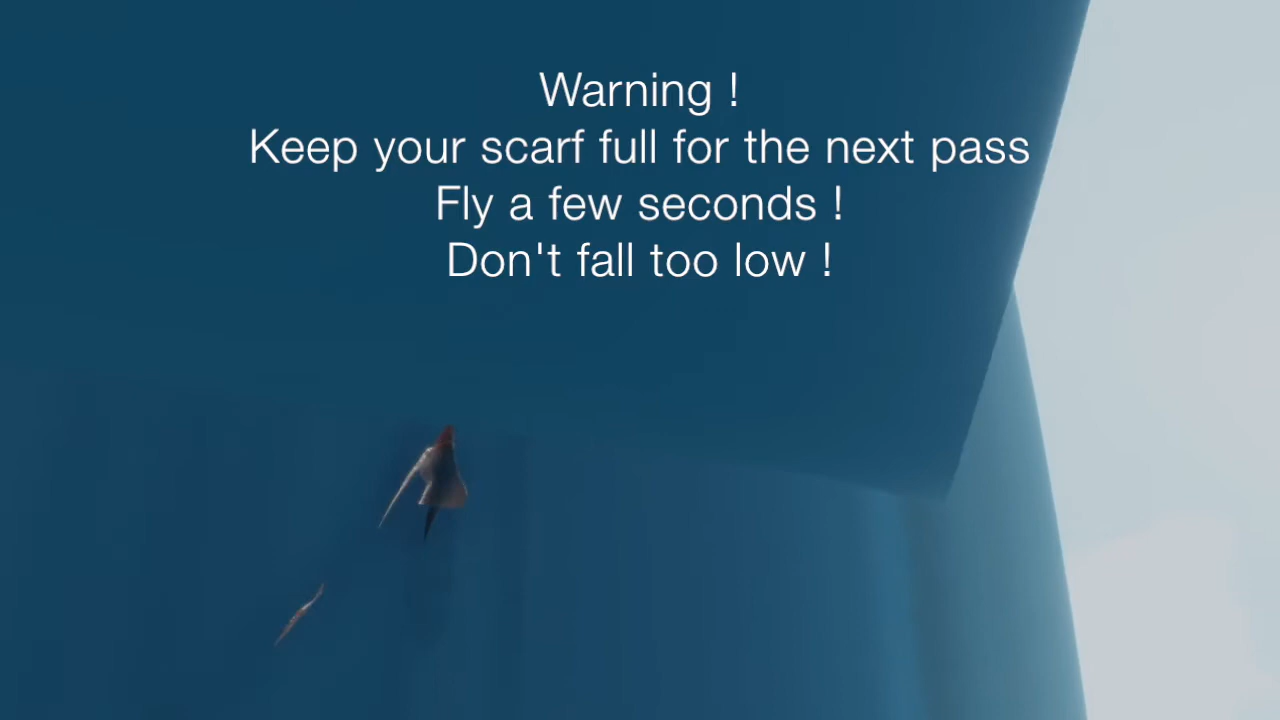 Warning !
Keep your scarf full for the next pass
Fly a few seconds !
Don't fall too low !